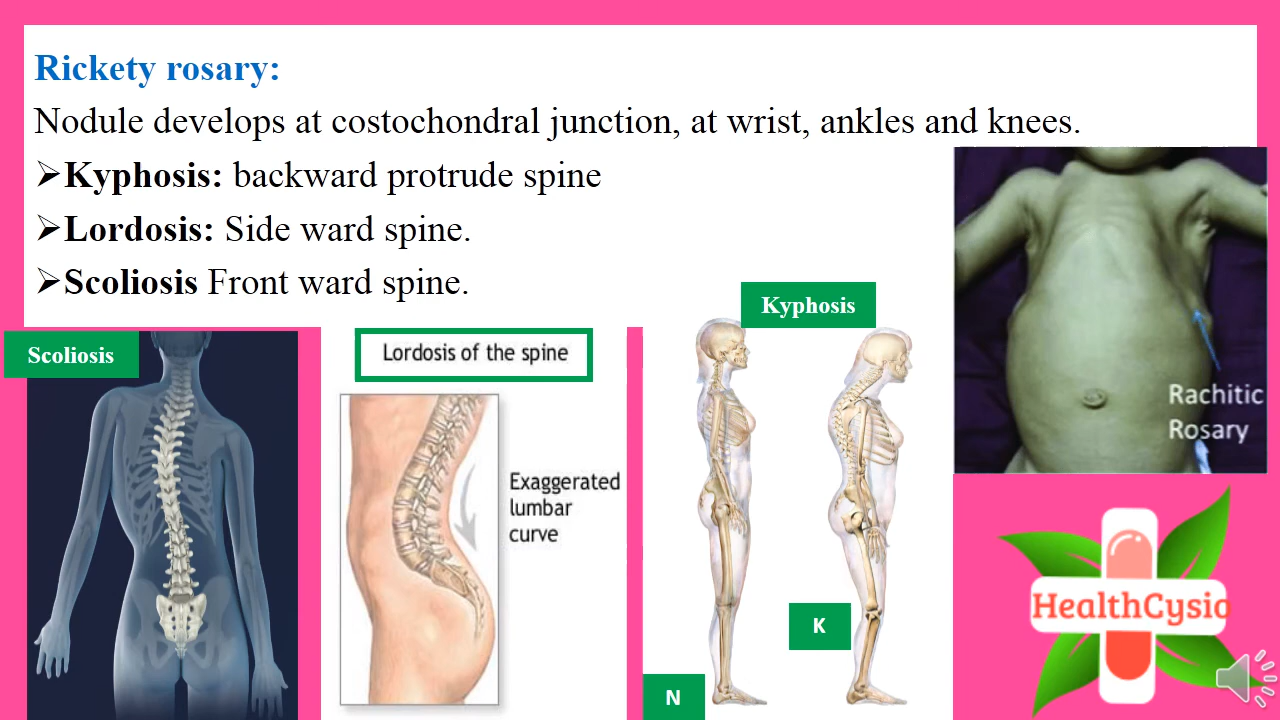 Rickety rosary:
Nodule develops at costochondral junction, at wrist, ankles and knees.
➢Kyphosis: backward protrude spine
➢Lordosis: Side ward spine.
➢Scoliosis Front ward spine.
Scoliosis
Lordosis of the spine
Exaggerated
lumbar
curve
Kyphosis
K
N
Rachitic
Rosary
HealthCysio